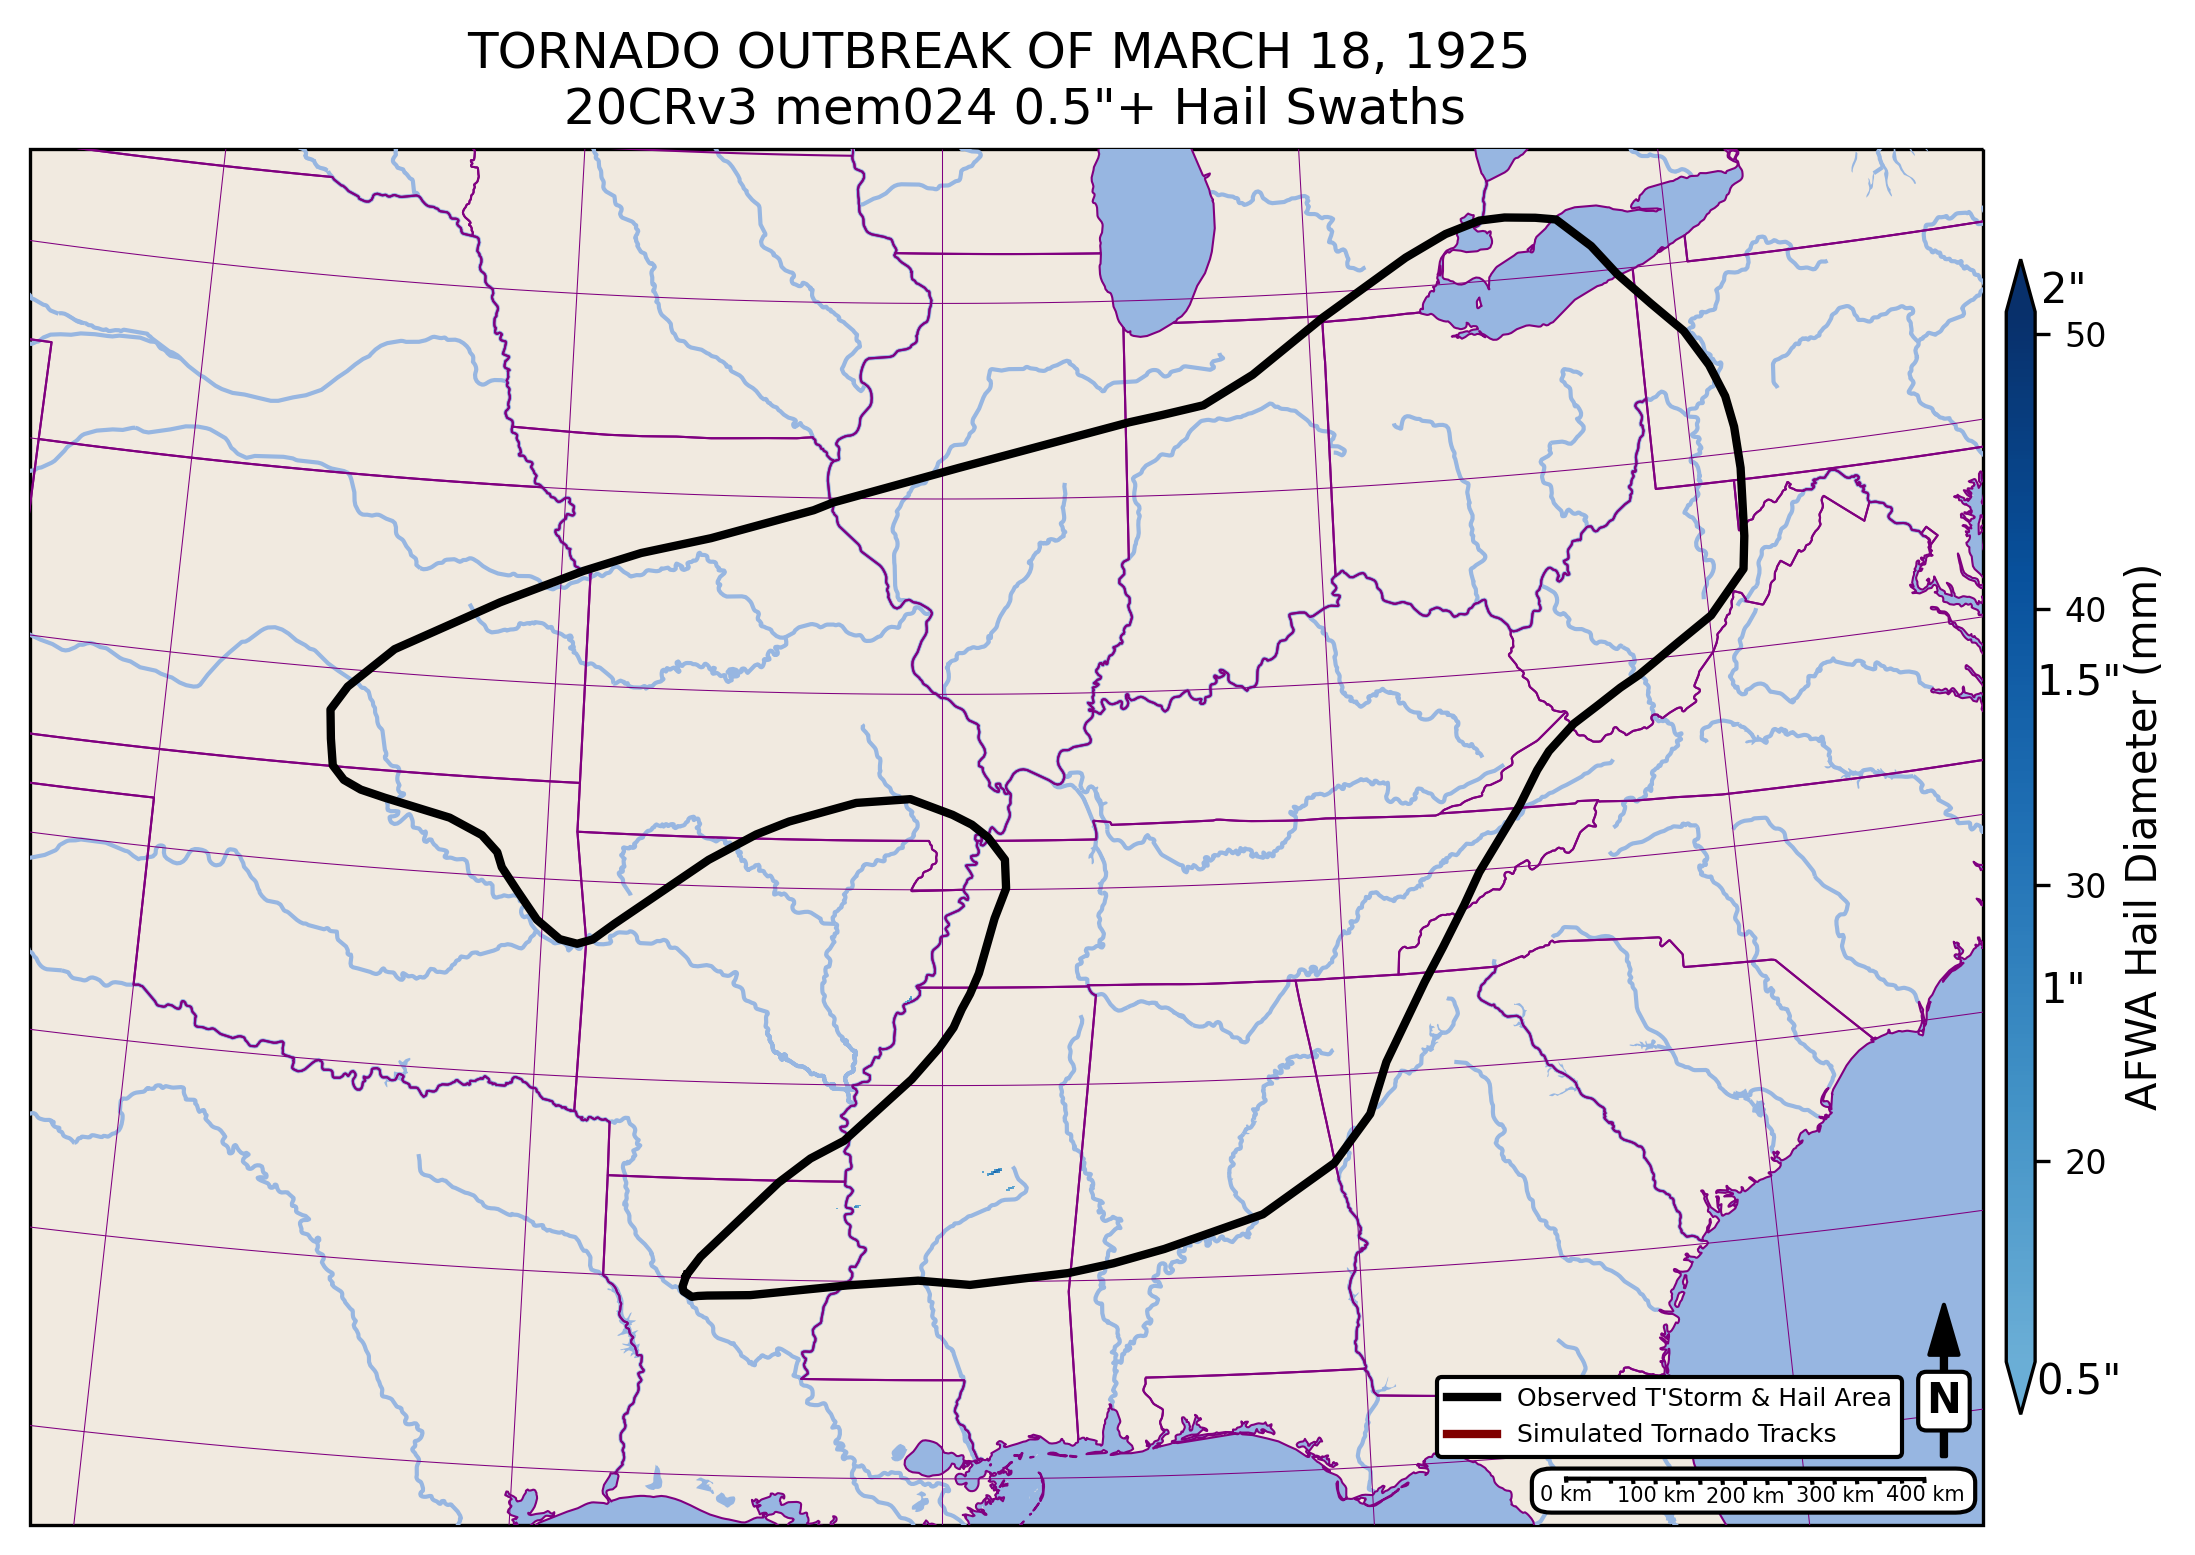 TORNADO OUTBREAK OF MARCH 18, 1925
20CRv3 mem024 0.5"+ Hail Swaths
2"
50
40
1.5"
30
1"
20
0.5"
AFWA Hail Diameter (mm)
Observed T'Storm & Hail Area
Simulated Tornado Tracks
N
0 km 100 km 200 km 300 km 400 km